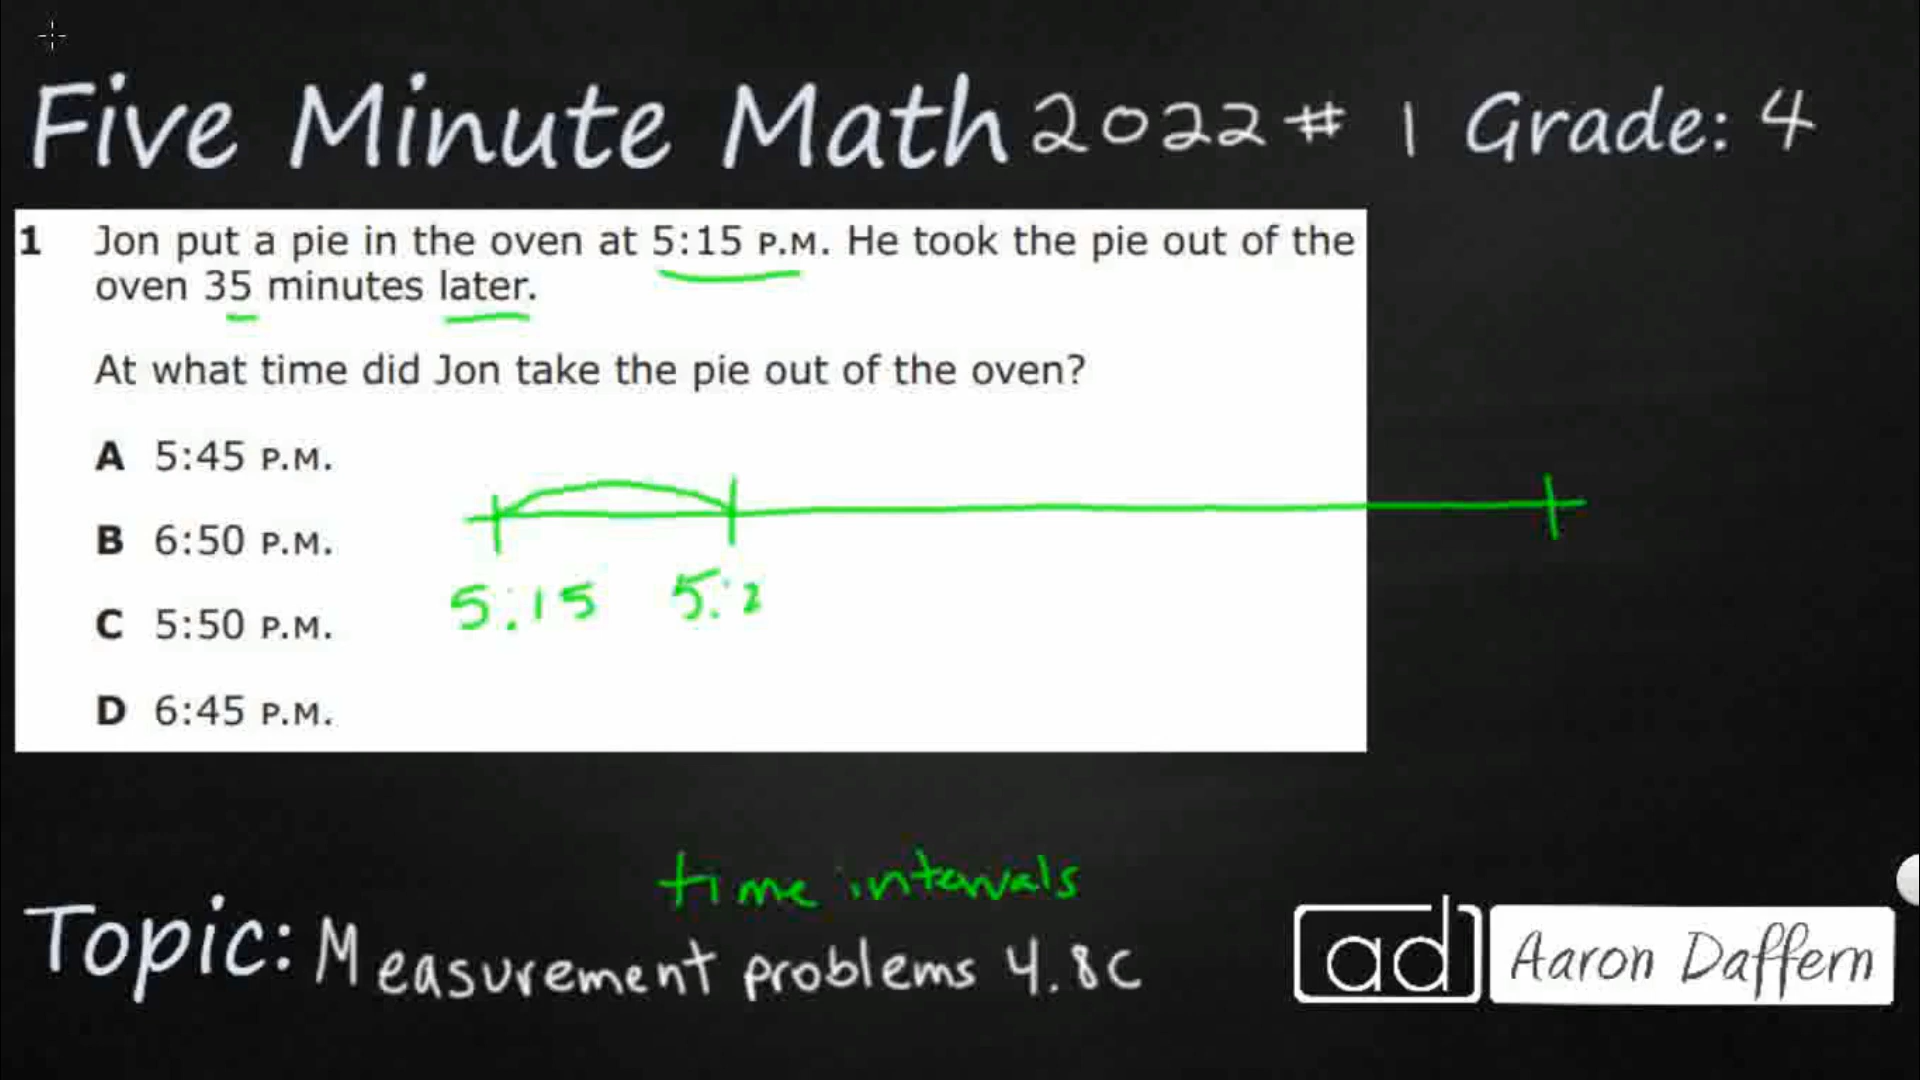 Five Minute Math 2022 # 1 Grade: 4
1 Jon put a pie in the oven at 5:15 P.M. He took the pie out of the
oven 35 minutes later.
At what time did Jon take the pie out of the oven?
A 5:45 P.M.
B 6:50 P.M.
C 5:50 P.M.
D 6:45 P.M.
5:15 5:2
time intervals
Topic: Measurement problems 4.8C
ad Aaron Daffern